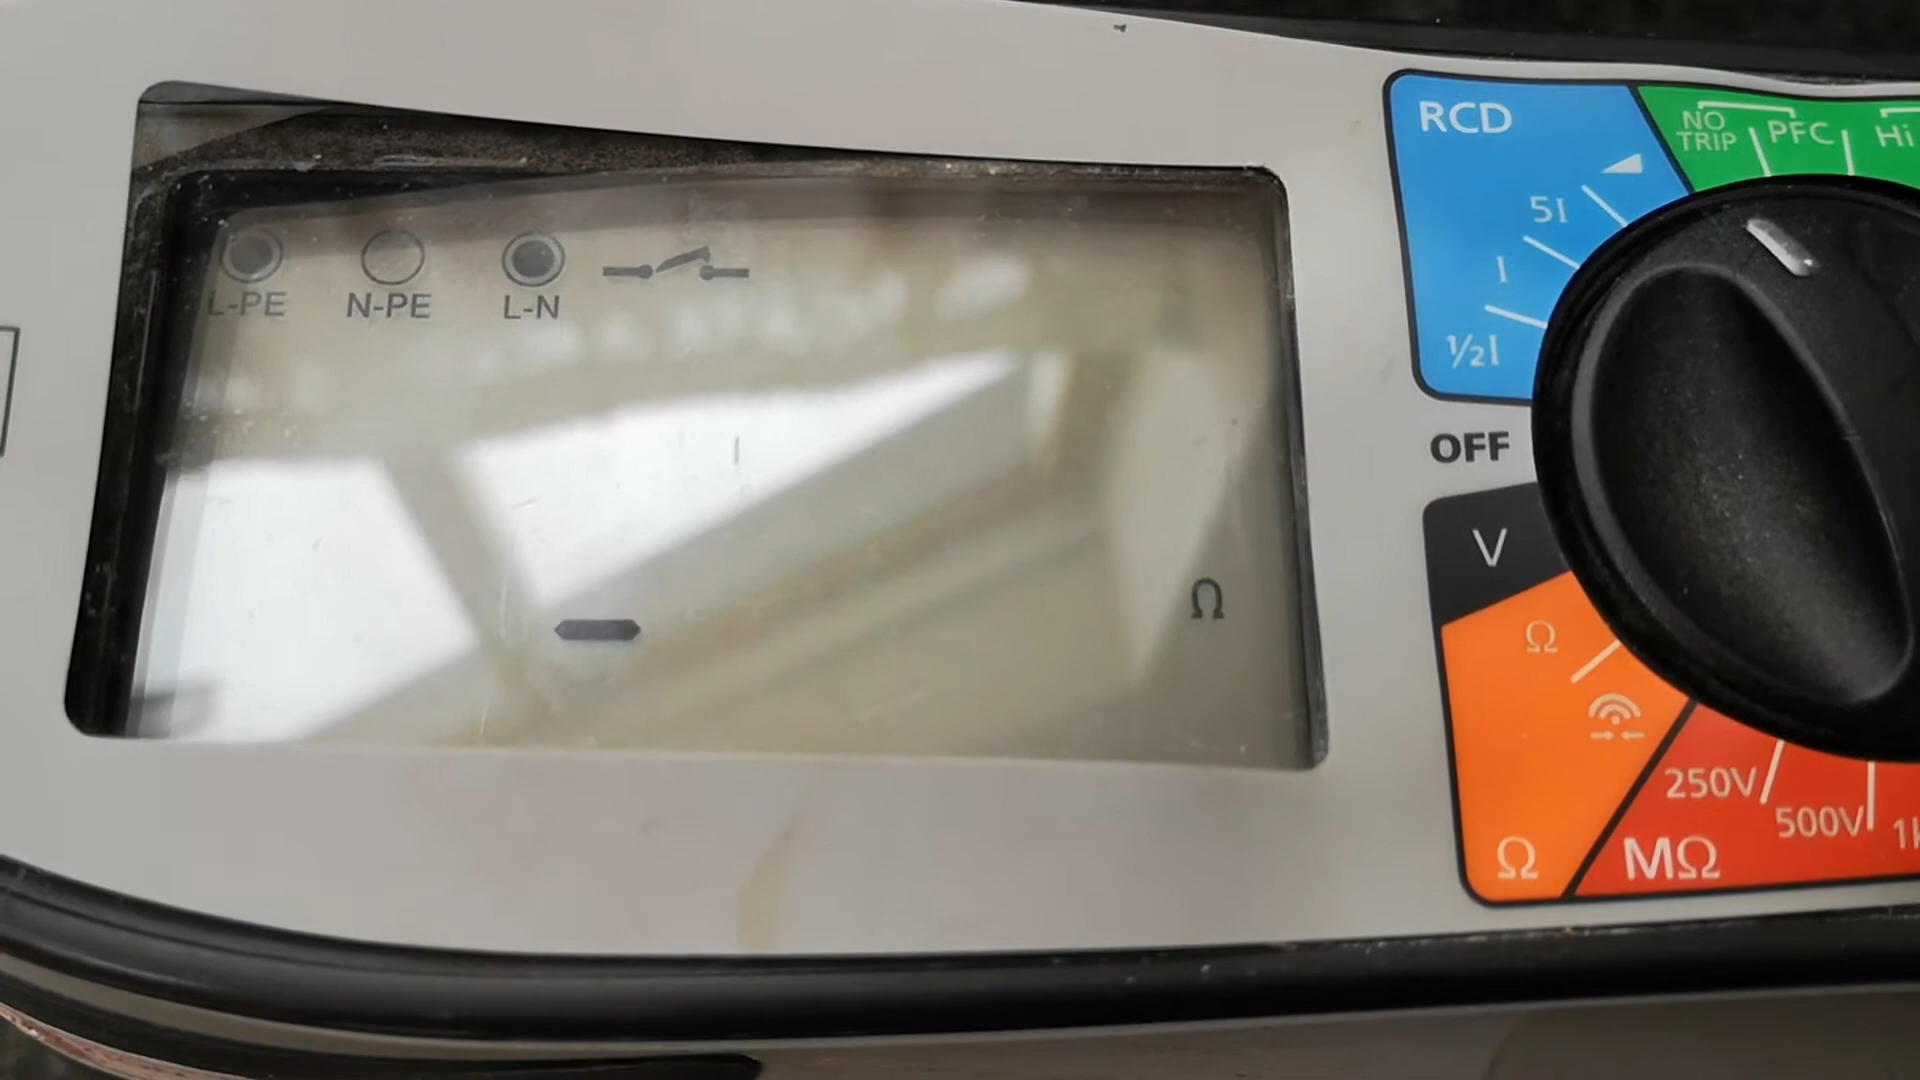 L-PE N-PE L-N
Ω
RCD
5I
I
½I
NO
TRIP
PFC
Hi
OFF
V
Ω
Ω
250V
500V
MΩ